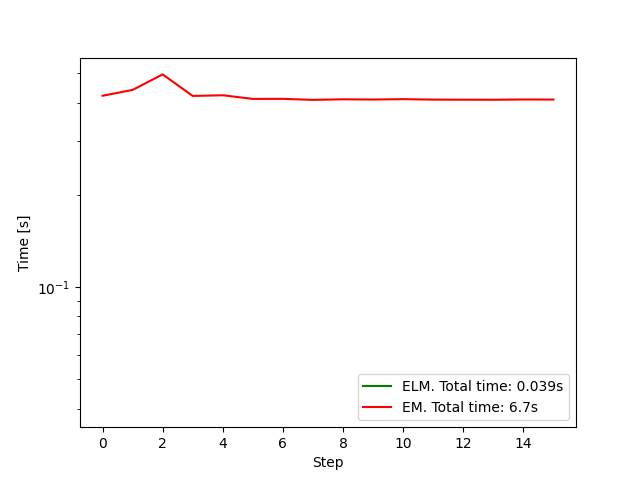 Time [s]
10⁻¹
ELM. Total time: 0.039s
EM. Total time: 6.7s
0 2 4 6 8 10 12 14
Step